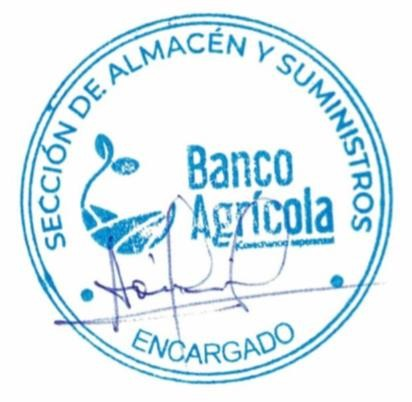 SECCIÓN DE ALMACÉN Y SUMINISTROS
Banco
Agrícola
ENCARGADO